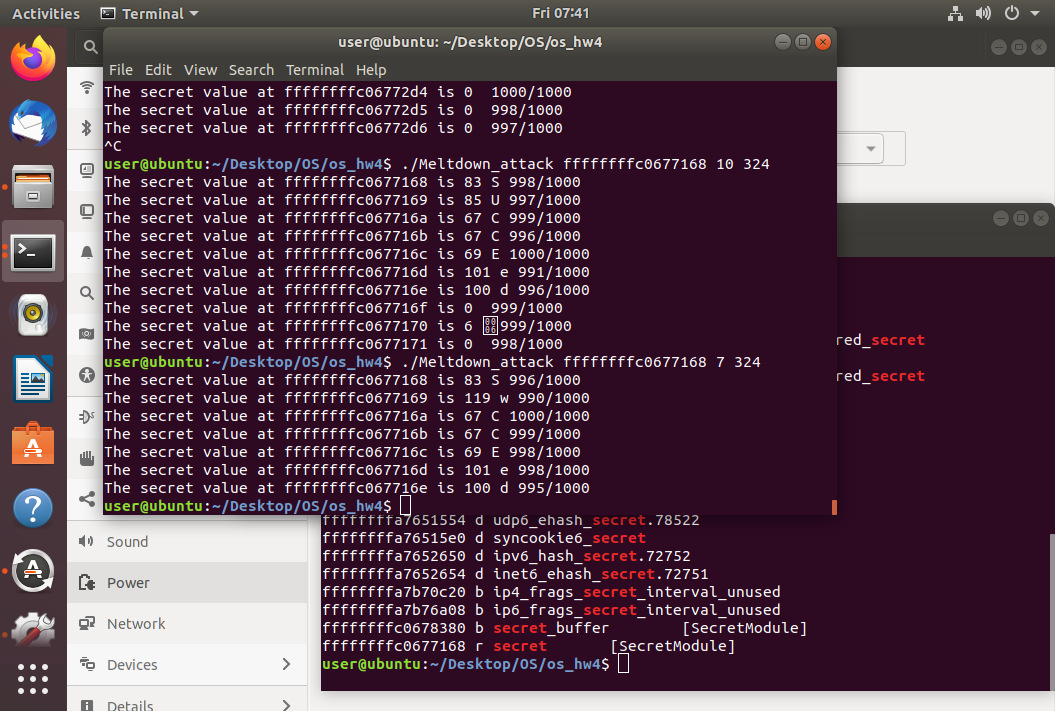 Activities Terminal Fri 07:41
user@ubuntu: ~/Desktop/OS/os_hw4
File Edit View Search Terminal Help
The secret value at ffffffffc06772d4 is 0  1000/1000
The secret value at ffffffffc06772d5 is 0  998/1000
The secret value at ffffffffc06772d6 is 0  997/1000
^C
user@ubuntu:~/Desktop/OS/os_hw4$ ./Meltdown_attack ffffffffc0677168 10 324
The secret value at ffffffffc0677168 is 83 S 998/1000
The secret value at ffffffffc0677169 is 85 U 997/1000
The secret value at ffffffffc067716a is 67 C 999/1000
The secret value at ffffffffc067716b is 67 C 996/1000
The secret value at ffffffffc067716c is 69 E 1000/1000
The secret value at ffffffffc067716d is 101 e 991/1000
The secret value at ffffffffc067716e is 100 d 996/1000
The secret value at ffffffffc067716f is 0  999/1000
The secret value at ffffffffc0677170 is 6 999/1000
The secret value at ffffffffc0677171 is 0  998/1000
user@ubuntu:~/Desktop/OS/os_hw4$ ./Meltdown_attack ffffffffc0677168 7 324
The secret value at ffffffffc0677168 is 83 S 996/1000
The secret value at ffffffffc0677169 is 119 w 990/1000
The secret value at ffffffffc067716a is 67 C 1000/1000
The secret value at ffffffffc067716b is 67 C 999/1000
The secret value at ffffffffc067716c is 69 E 998/1000
The secret value at ffffffffc067716d is 101 e 998/1000
The secret value at ffffffffc067716e is 100 d 995/1000
user@ubuntu:~/Desktop/OS/os_hw4$
red_secret
red_secret
ffffffffa7651554 d udp6_ehash_secret.78522
ffffffffa76515e0 d syncookie6_secret
ffffffffa7652650 d ipv6_hash_secret.72752
ffffffffa7652654 d inet6_ehash_secret.72751
ffffffffa7b70c20 b ip4_frags_secret_interval_unused
ffffffffa7b76a08 b ip6_frags_secret_interval_unused
ffffffffc0678380 b secret_buffer [SecretModule]
ffffffffc0677168 r secret [SecretModule]
user@ubuntu:~/Desktop/OS/os_hw4$
Sound
Power
Network
Devices
Details